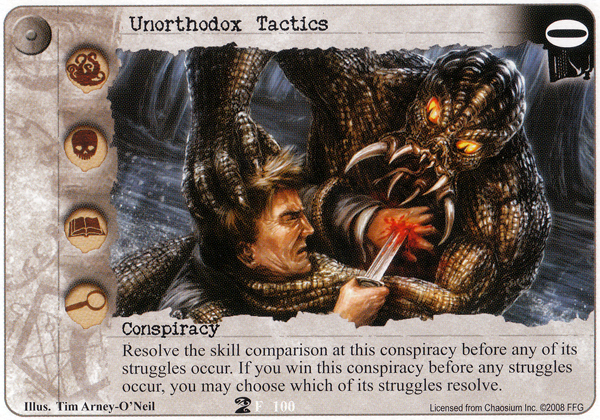 Unorthodox Tactics
0
Conspiracy
Resolve the skill comparison at this conspiracy before any of its
struggles occur. If you win this conspiracy before any struggles
occur, you may choose which of its struggles resolve.
Illus. Tim Arney-O'Neil
F 100
Licensed from Chaosium Inc. ©2008 FFG